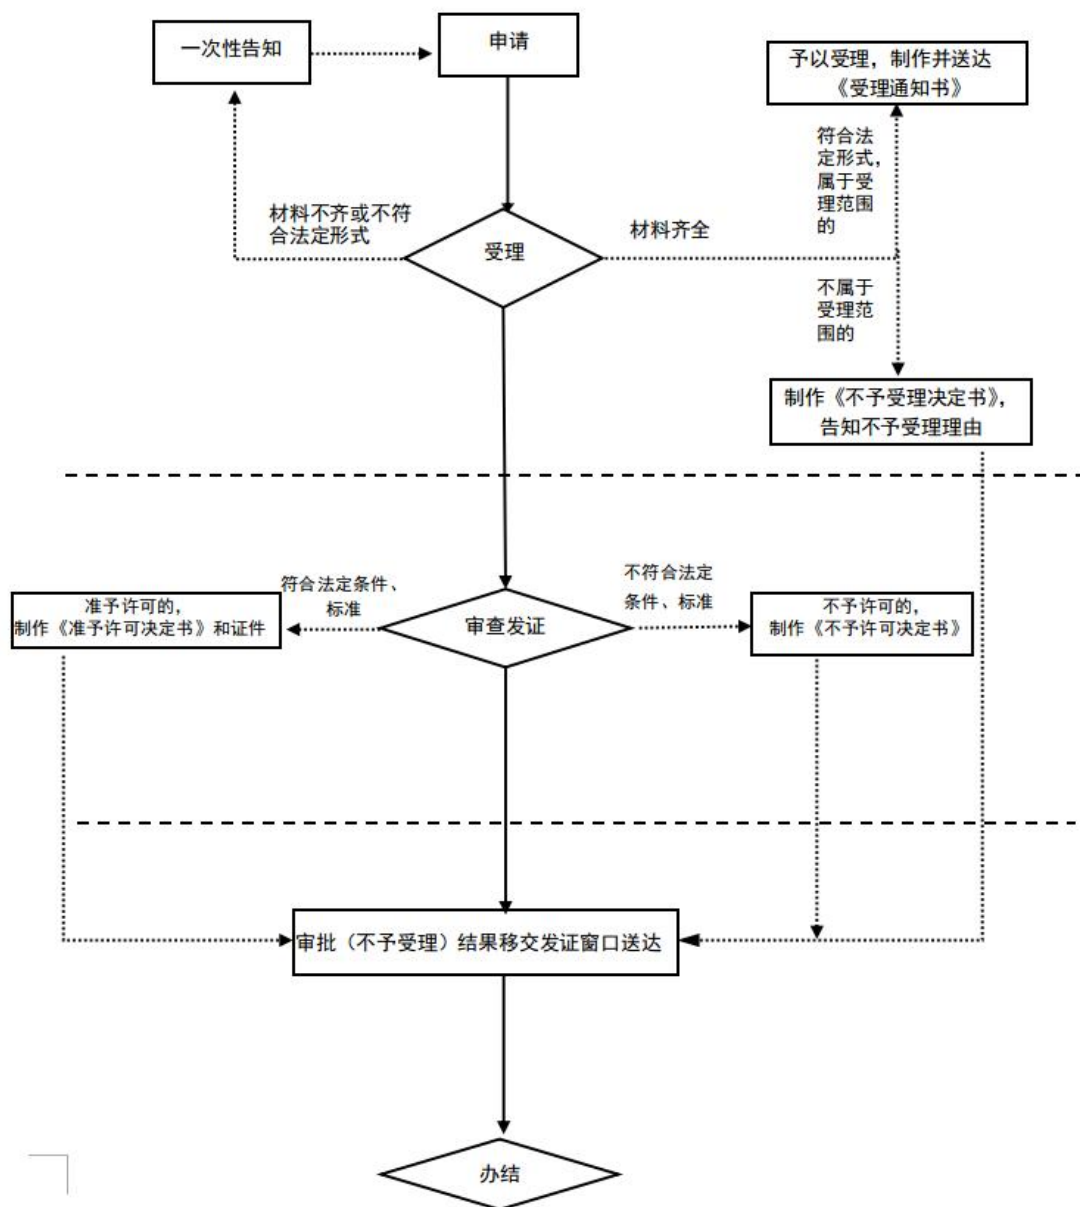 一次性告知
申请
予以受理，制作并送达
《受理通知书》
符合法
定形式，
属于受
理范围
的
材料不齐或不符
合法定形式
受理
材料齐全
不属于
受理范
围的
制作《不予受理决定书》，
告知不予受理理由
符合法定条件、
标准
不符合法定
条件、标准
准予许可的，
制作《准予许可决定书》和证件
审查发证
不予许可的，
制作《不予许可决定书》
审批（不予受理）结果移交发证窗口送达
办结